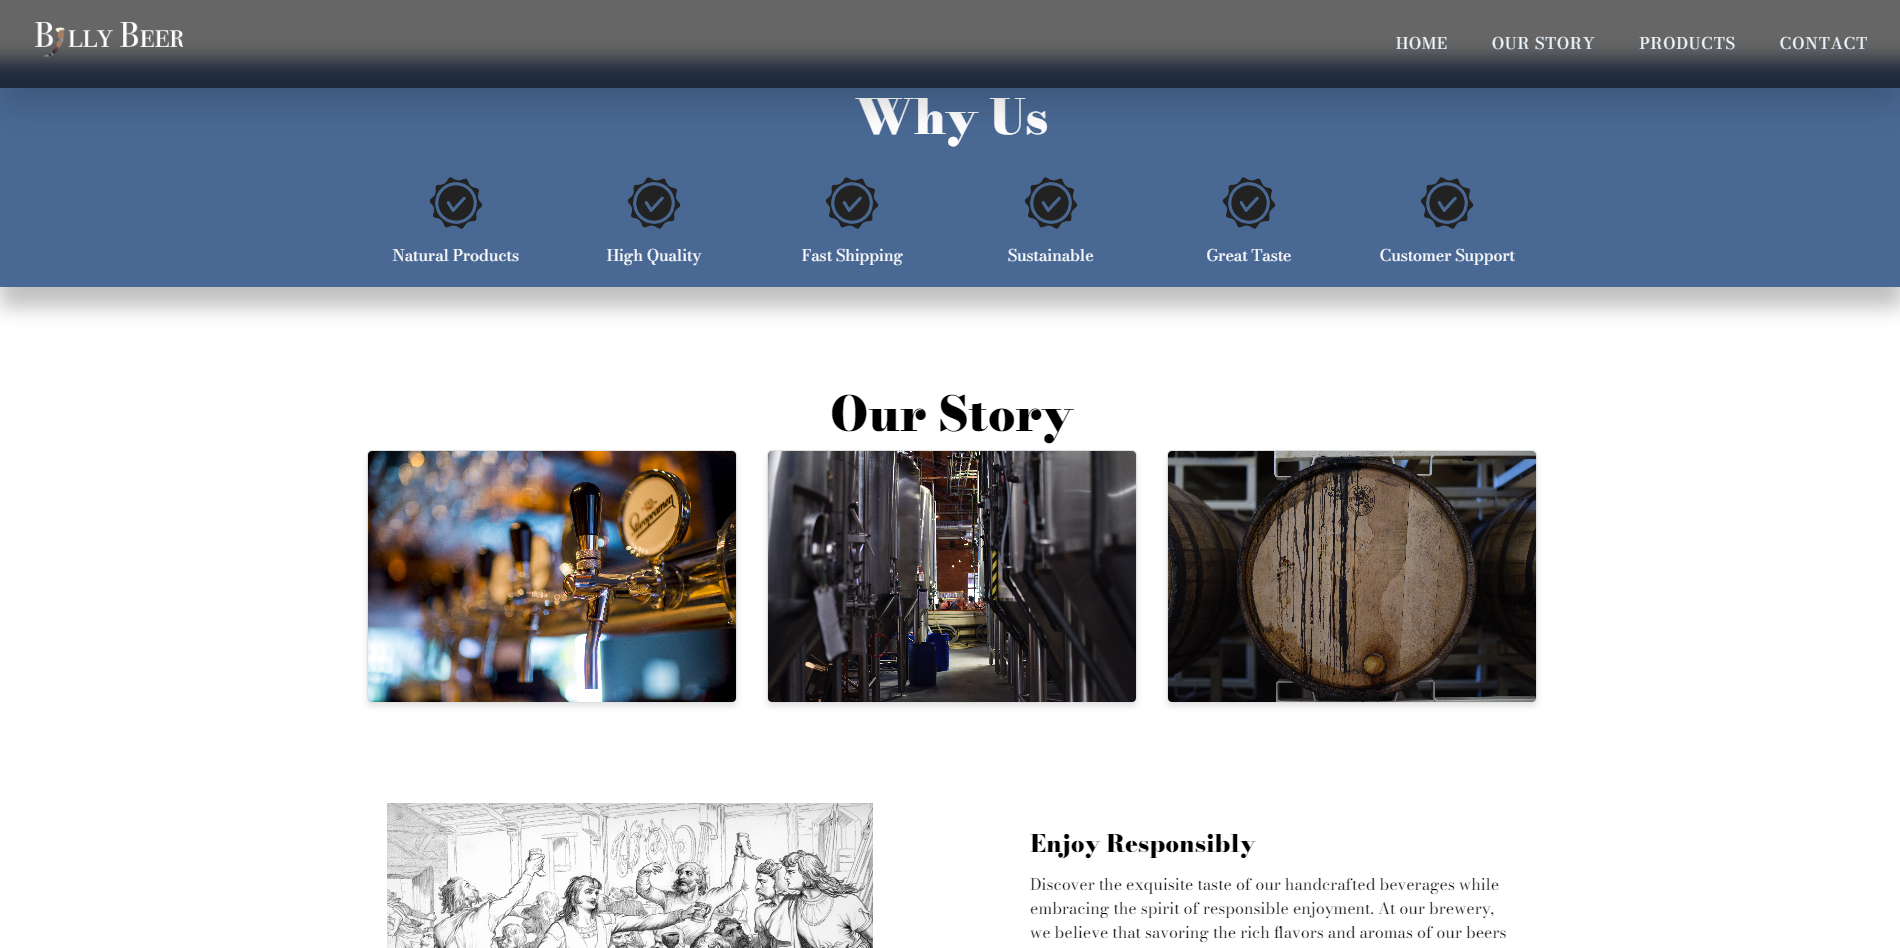 BILLY BEER
HOME OUR STORY PRODUCTS CONTACT
Why Us
Natural Products High Quality Fast Shipping Sustainable Great Taste Customer Support
Our Story
Enjoy Responsibly
Discover the exquisite taste of our handcrafted beverages while
embracing the spirit of responsible enjoyment. At our brewery,
we believe that savoring the rich flavors and aromas of our beers